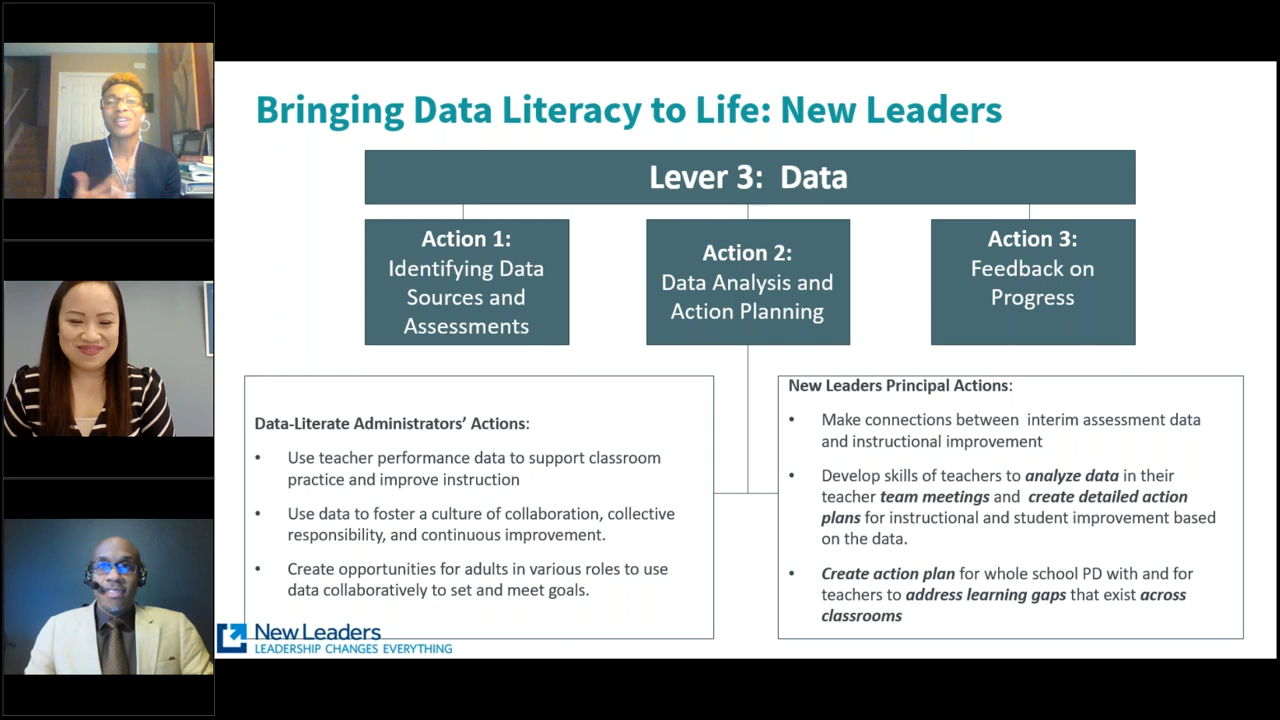 Bringing Data Literacy to Life: New Leaders
Lever 3:  Data
Action 1:
Identifying Data
Sources and
Assessments
Action 2:
Data Analysis and
Action Planning
Action 3:
Feedback on
Progress
Data-Literate Administrators’ Actions:
• Use teacher performance data to support classroom
practice and improve instruction
• Use data to foster a culture of collaboration, collective
responsibility, and continuous improvement.
• Create opportunities for adults in various roles to use
data collaboratively to set and meet goals.
New Leaders Principal Actions:
• Make connections between  interim assessment data
and instructional improvement
• Develop skills of teachers to analyze data in their
teacher team meetings and  create detailed action
plans for instructional and student improvement based
on the data.
• Create action plan for whole school PD with and for
teachers to address learning gaps that exist across
classrooms
New Leaders
LEADERSHIP CHANGES EVERYTHING